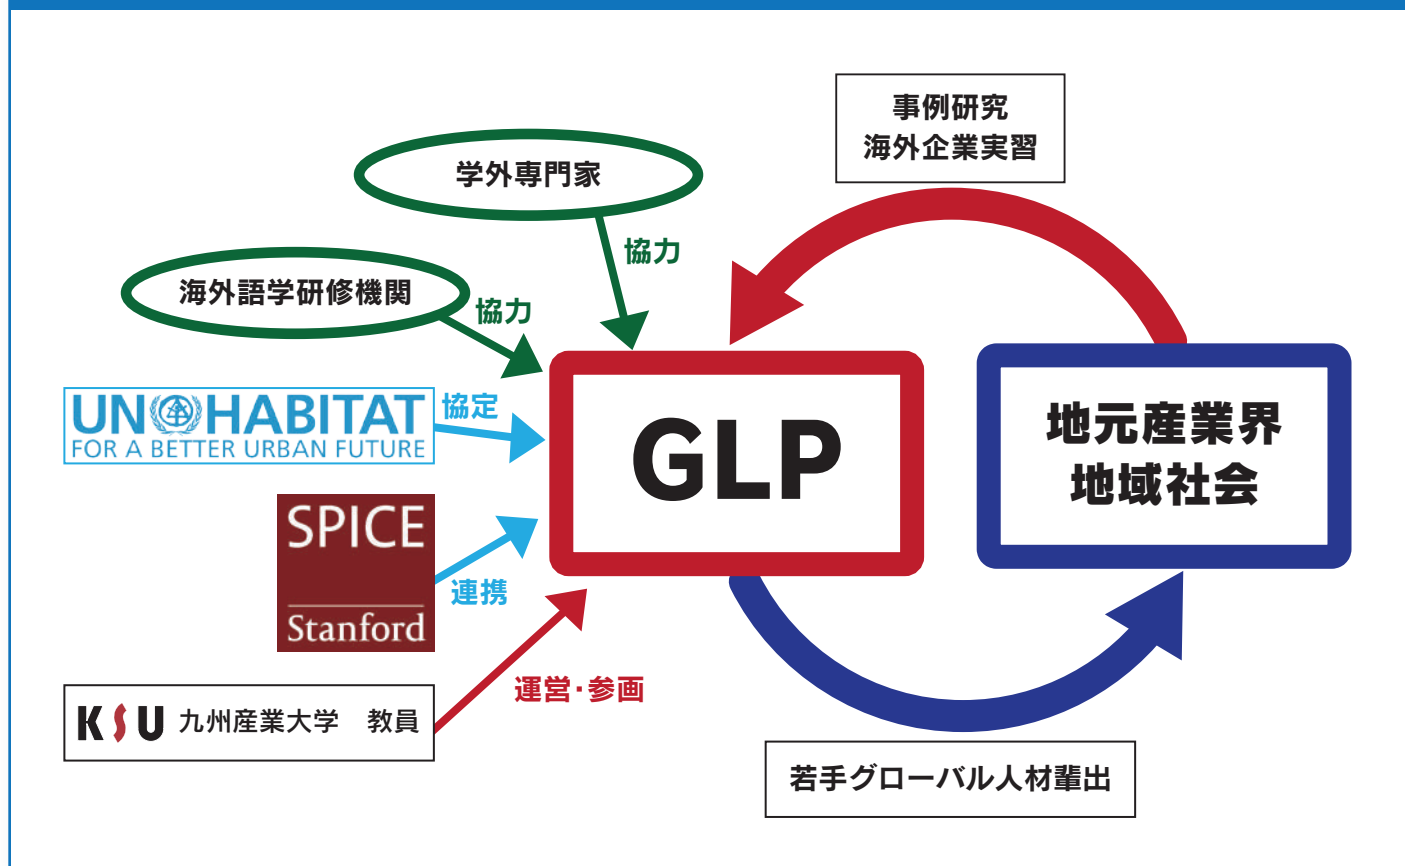 事例研究
海外企業実習
学外専門家
協力
海外語学研修機関
協力
UN HABITAT
FOR A BETTER URBAN FUTURE
協定
GLP
地元産業界
地域社会
SPICE
Stanford
連携
運営・参画
KSU 九州産業大学　教員
若手グローバル人材輩出